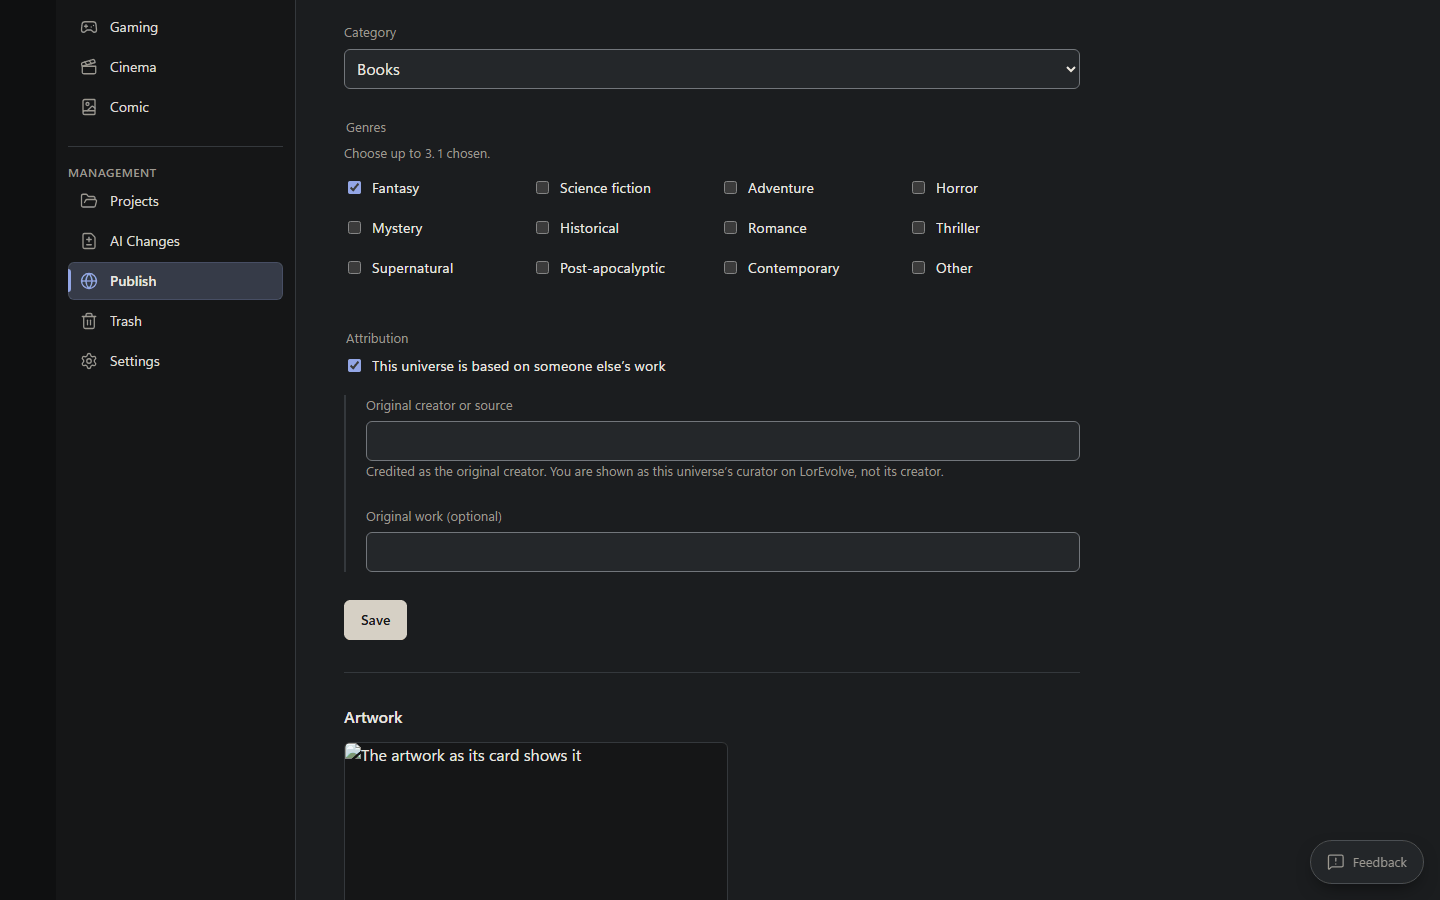 Gaming
Cinema
Comic
MANAGEMENT
Projects
AI Changes
Publish
Trash
Settings
Category
Books
Genres
Choose up to 3. 1 chosen.
Fantasy
Science fiction
Adventure
Horror
Mystery
Historical
Romance
Thriller
Supernatural
Post-apocalyptic
Contemporary
Other
Attribution
This universe is based on someone else’s work
Original creator or source
Credited as the original creator. You are shown as this universe’s curator on LorEvolve, not its creator.
Original work (optional)
Save
Artwork
The artwork as its card shows it
Feedback